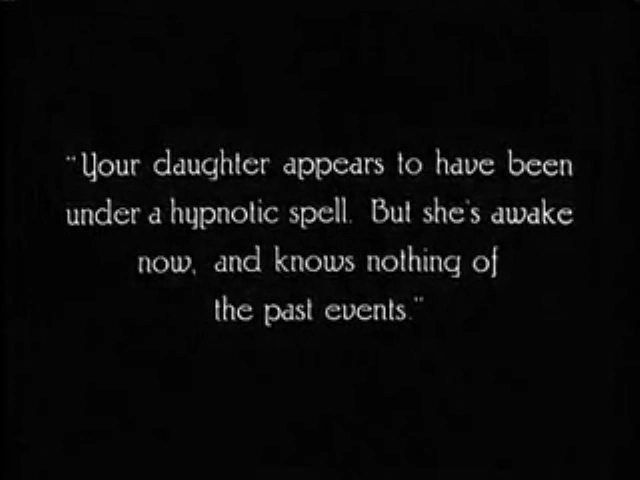 "Your daughter appears to have been
under a hypnotic spell. But she's awake
now, and knows nothing of
the past events."